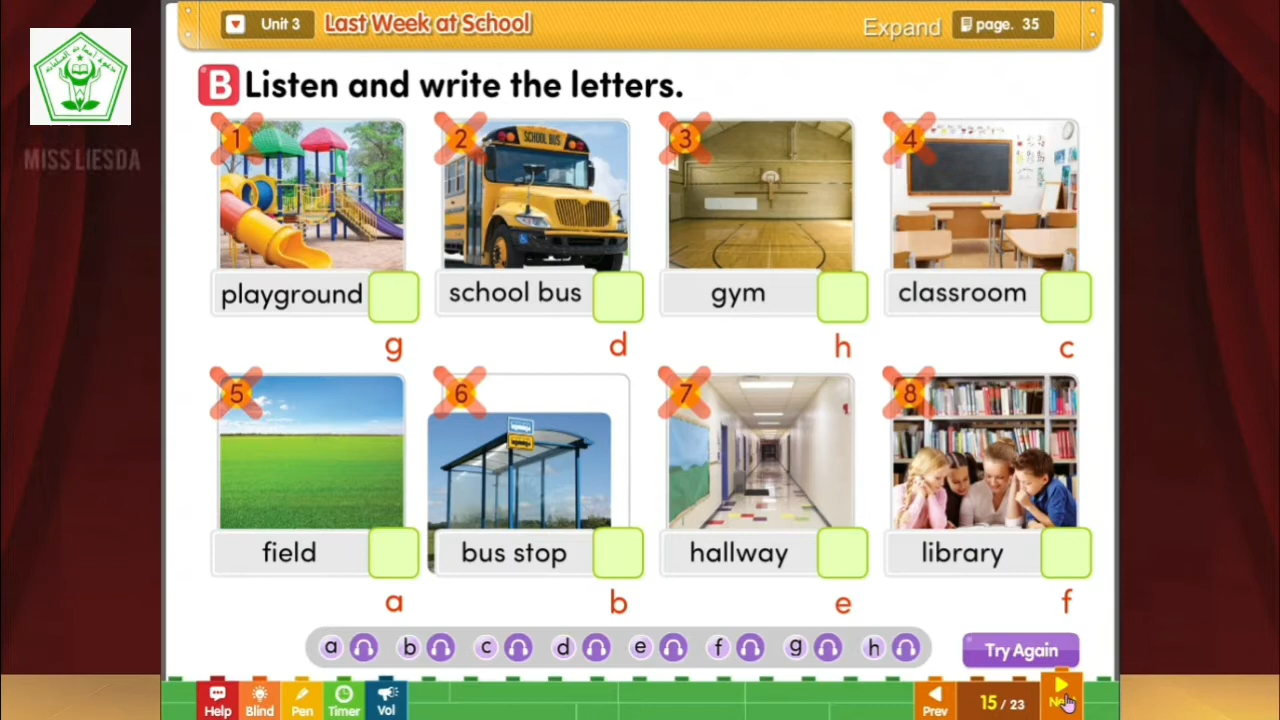 Unit 3
Last Week at School
Expand
page. 35
MISS LIESDA
B Listen and write the letters.
1
2
SCHOOL BUS
3
4
playground
school bus
gym
classroom
g
d
h
c
5
6
7
8
field
bus stop
hallway
library
a
b
e
f
a
b
c
d
e
f
g
h
Try Again
Help
Blind
Pen
Timer
Vol
Prev
15 / 23